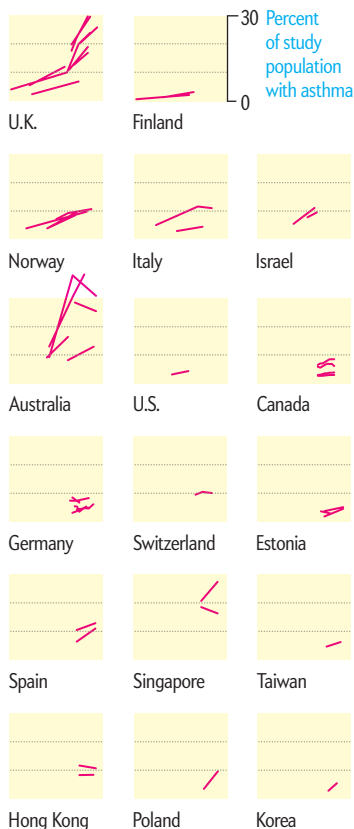 30
Percent
of study
population
with asthma
0
U.K.
Finland
Norway
Italy
Israel
Australia
U.S.
Canada
Germany
Switzerland
Estonia
Spain
Singapore
Taiwan
Hong Kong
Poland
Korea